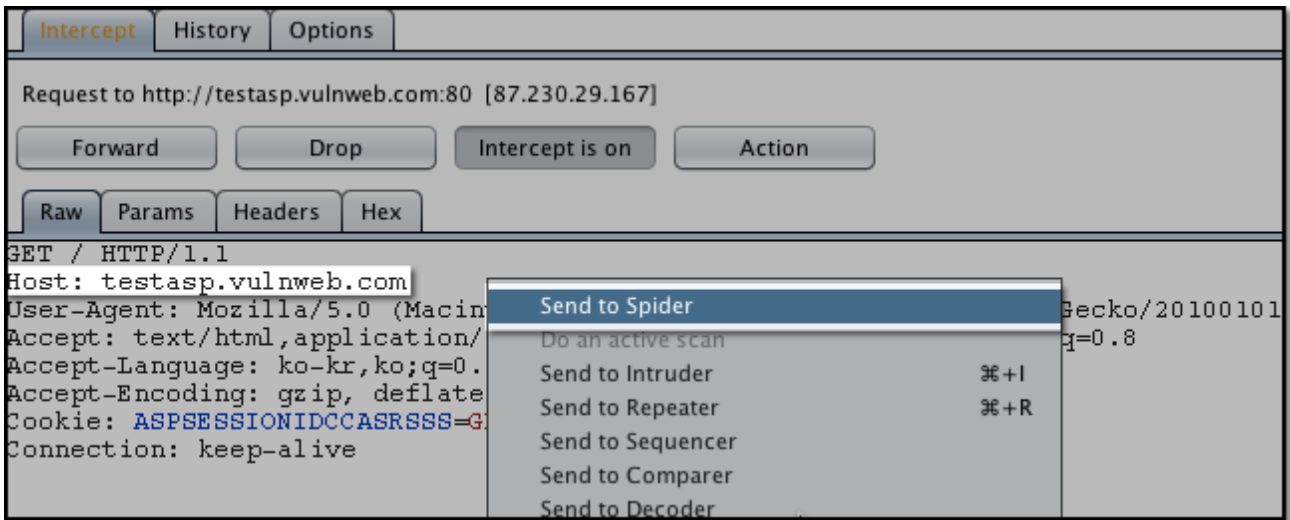 Intercept History Options
Request to http://testasp.vulnweb.com:80 [87.230.29.167]
Forward Drop Intercept is on Action
Raw Params Headers Hex
GET / HTTP/1.1
Host: testasp.vulnweb.com
User-Agent: Mozilla/5.0 (Macin Gecko/20100101
Accept: text/html,application/ q=0.8
Accept-Language: ko-kr,ko;q=0.
Accept-Encoding: gzip, deflate
Cookie: ASPSESSIONIDCCASRSSS=G
Connection: keep-alive
Send to Spider
Do an active scan
Send to Intruder ⌘+I
Send to Repeater ⌘+R
Send to Sequencer
Send to Comparer
Send to Decoder